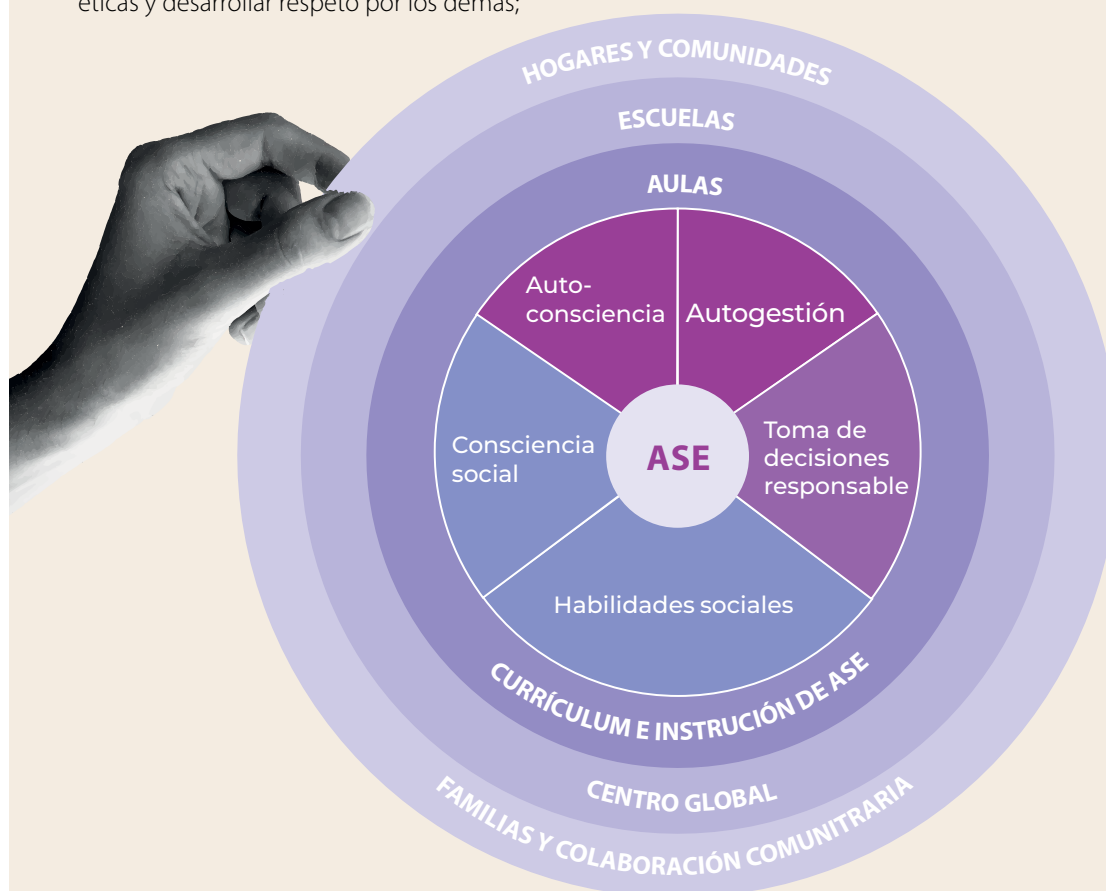 éticas y desarrollar respeto por los demás;
HOGARES Y COMUNIDADES
ESCUELAS
AULAS
Auto-
consciencia
Autogestión
Consciencia
social
ASE
Toma de
decisiones
responsable
Habilidades sociales
CURRÍCULUM E INSTRUCIÓN DE ASE
CENTRO GLOBAL
FAMILIAS Y COLABORACIÓN COMUNITRARIA